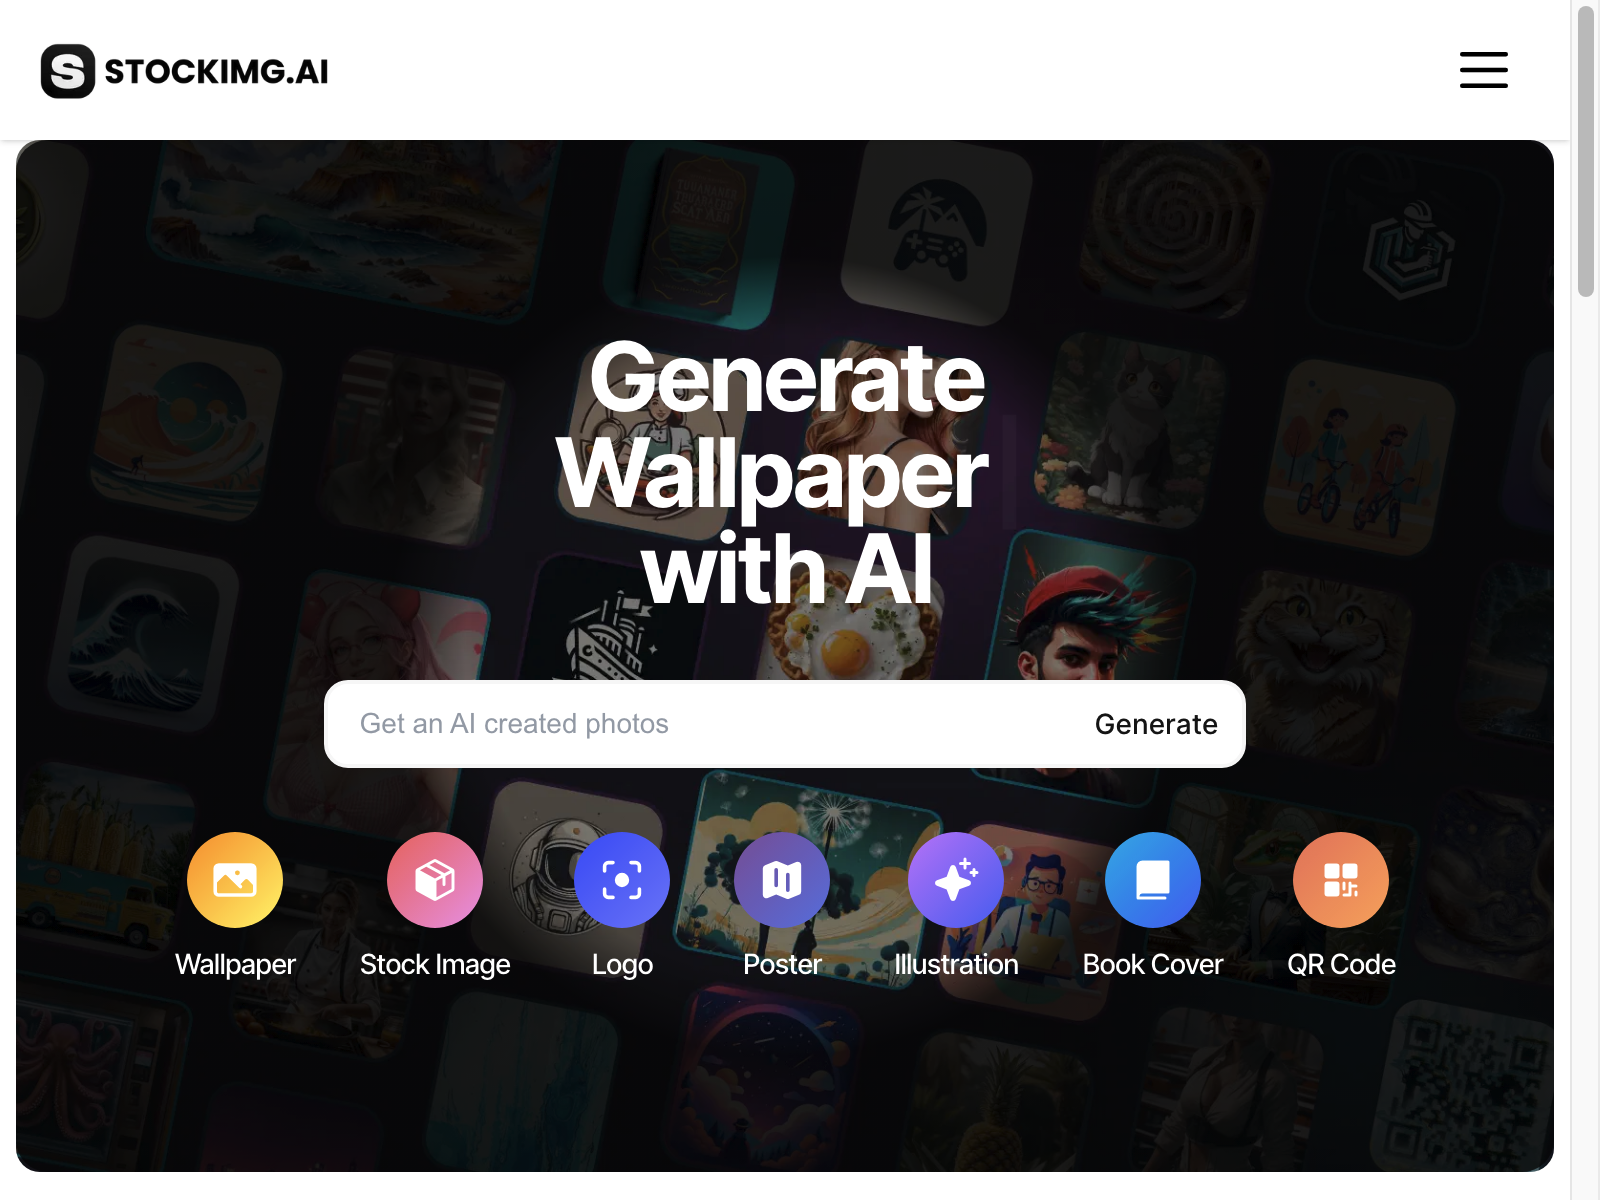 STOCKIMG.AI
Generate
Wallpaper
with AI
Get an AI created photos
Generate
Wallpaper
Stock Image
Logo
Poster
Illustration
Book Cover
QR Code